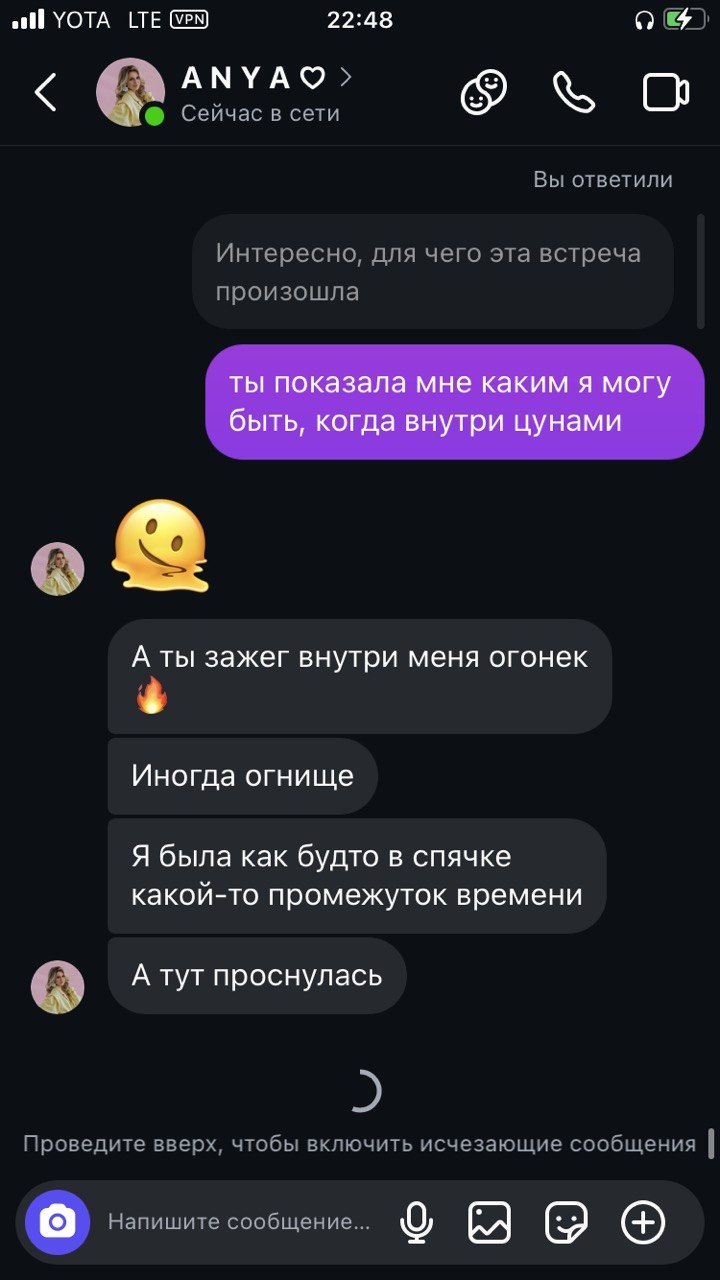 YOTA LTE VPN 22:48
A N Y A ♡
Сейчас в сети
Вы ответили
Интересно, для чего эта встреча
произошла
ты показала мне каким я могу
быть, когда внутри цунами
🫠
А ты зажег внутри меня огонек
🔥
Иногда огнище
Я была как будто в спячке
какой-то промежуток времени
А тут проснулась
Проведите вверх, чтобы включить исчезающие сообщения
Напишите сообщение...